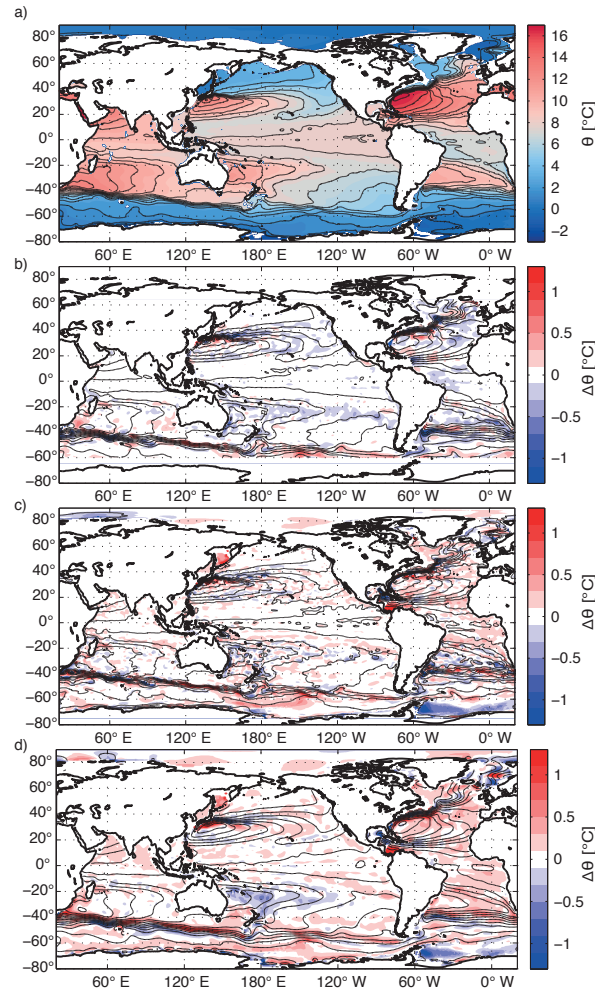 a)
80°
60°
40°
20°
0°
−20°
−40°
−60°
−80°
60° E
120° E
180° W
120° W
60° W
0° W
16
14
12
10
8
6
4
2
0
−2
θ [°C]
b)
80°
60°
40°
20°
0°
−20°
−40°
−60°
−80°
60° E
120° E
180° W
120° W
60° W
0° W
1
0.5
0
−0.5
−1
Δθ [°C]
c)
80°
60°
40°
20°
0°
−20°
−40°
−60°
−80°
60° E
120° E
180° W
120° W
60° W
0° W
1
0.5
0
−0.5
−1
Δθ [°C]
d)
80°
60°
40°
20°
0°
−20°
−40°
−60°
−80°
60° E
120° E
180° W
120° W
60° W
0° W
1
0.5
0
−0.5
−1
Δθ [°C]